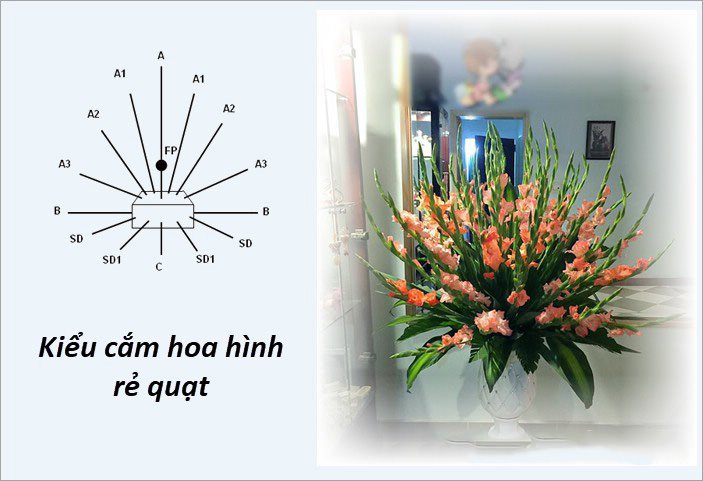 A
A1
A1
A2
A2
FP
A3
A3
B
B
SD
SD
SD1
SD1
C
Kiểu cắm hoa hình
rẻ quạt